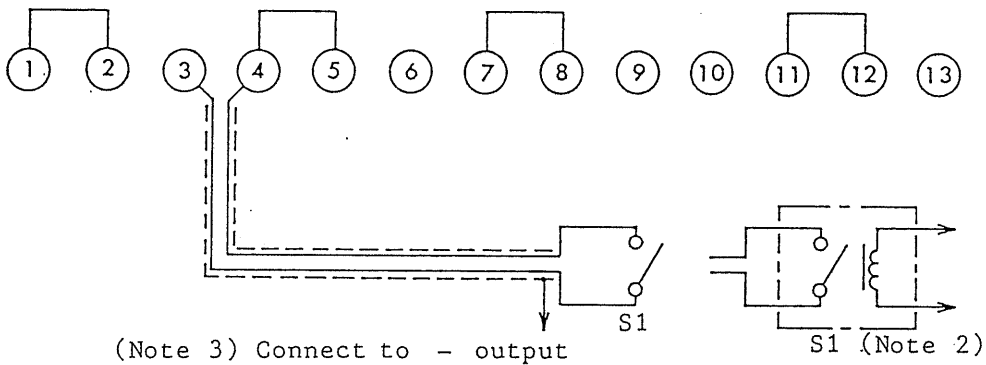 1 2 3 4 5 6 7 8 9 10 11 12 13
S1
S1 (Note 2)
(Note 3) Connect to - output